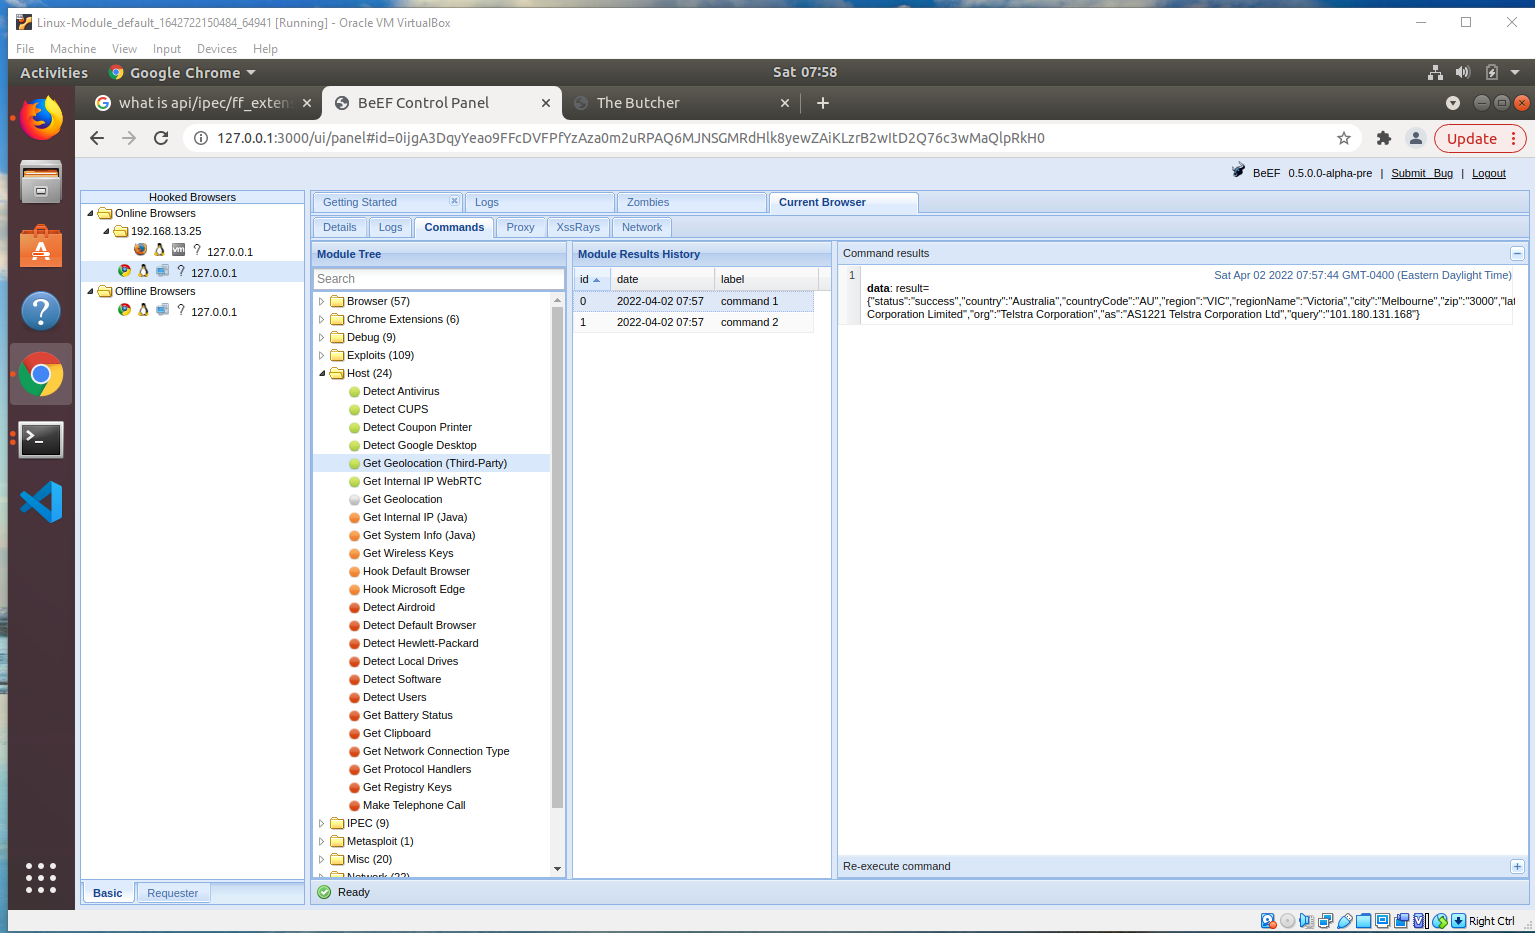 Linux-Module_default_1642722150484_64941 [Running] - Oracle VM VirtualBox
File Machine View Input Devices Help
Activities Google Chrome Sat 07:58
what is api/ipec/ff_extens BeEF Control Panel The Butcher
127.0.0.1:3000/ui/panel#id=0ijgA3DqyYeao9FFcDVFPfYzAza0m2uRPAQ6MJNSGMRdHlk8yewZAiKLzrB2wItD2Q76c3wMaQlpRkH0 Update
BeEF 0.5.0.0-alpha-pre | Submit Bug | Logout
Hooked Browsers
Online Browsers
192.168.13.25
? 127.0.0.1
? 127.0.0.1
Offline Browsers
? 127.0.0.1
Basic Requester
Getting Started Logs Zombies Current Browser
Details Logs Commands Proxy XssRays Network
Module Tree
Search
Browser (57)
Chrome Extensions (6)
Debug (9)
Exploits (109)
Host (24)
Detect Antivirus
Detect CUPS
Detect Coupon Printer
Detect Google Desktop
Get Geolocation (Third-Party)
Get Internal IP WebRTC
Get Geolocation
Get Internal IP (Java)
Get System Info (Java)
Get Wireless Keys
Hook Default Browser
Hook Microsoft Edge
Detect Airdroid
Detect Default Browser
Detect Hewlett-Packard
Detect Local Drives
Detect Software
Detect Users
Get Battery Status
Get Clipboard
Get Network Connection Type
Get Protocol Handlers
Get Registry Keys
Make Telephone Call
IPEC (9)
Metasploit (1)
Misc (20)
Network (22)
Module Results History
id date label
0 2022-04-02 07:57 command 1
1 2022-04-02 07:57 command 2
Command results
1 Sat Apr 02 2022 07:57:44 GMT-0400 (Eastern Daylight Time)
data: result=
{"status":"success","country":"Australia","countryCode":"AU","region":"VIC","regionName":"Victoria","city":"Melbourne","zip":"3000","lat
Corporation Limited","org":"Telstra Corporation","as":"AS1221 Telstra Corporation Ltd","query":"101.180.131.168"}
Re-execute command
Ready
Right Ctrl